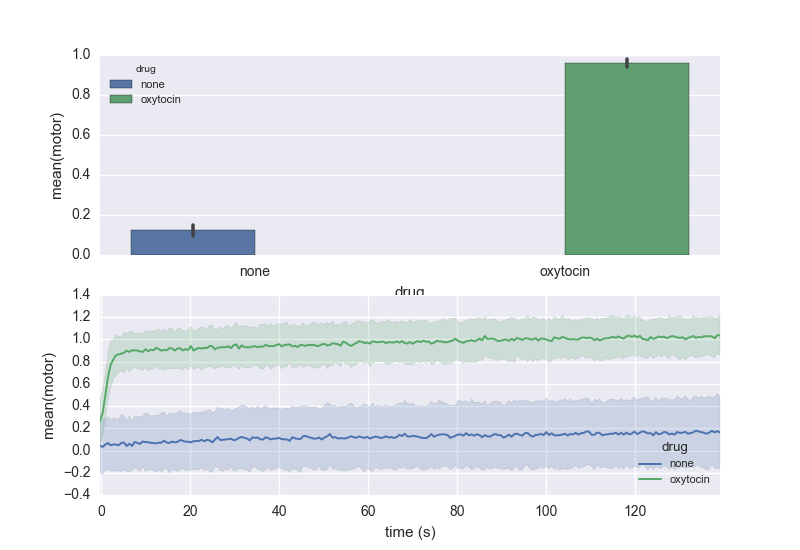 1.0
0.8
0.6
0.4
0.2
0.0
mean(motor)
drug
none
oxytocin
none oxytocin
drug
1.4
1.2
1.0
0.8
0.6
0.4
0.2
0.0
−0.2
−0.4
mean(motor)
drug
none
oxytocin
0 20 40 60 80 100 120
time (s)